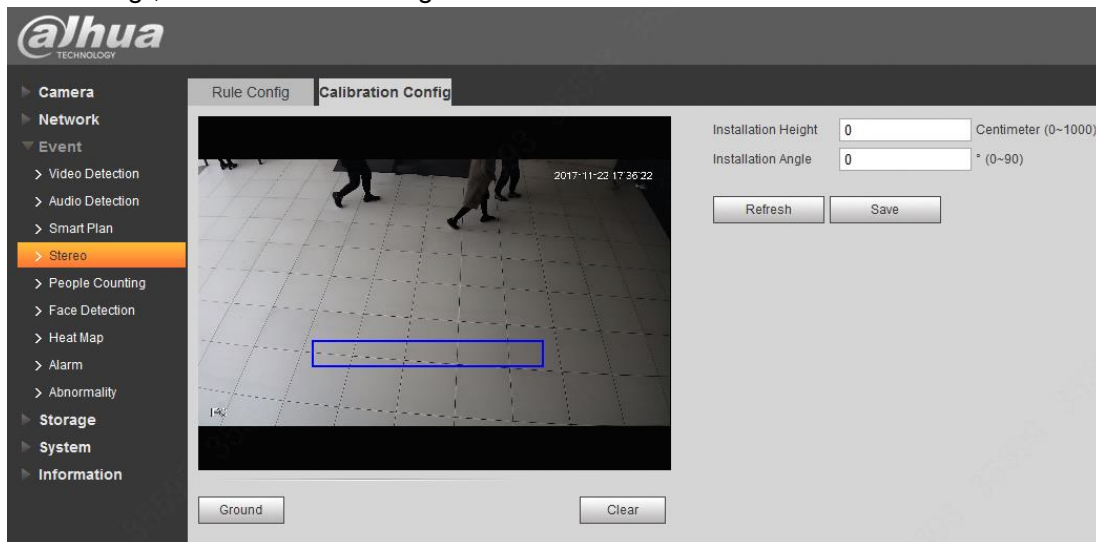 alhua
TECHNOLOGY
Camera
Network
Event
Video Detection
Audio Detection
Smart Plan
Stereo
People Counting
Face Detection
Heat Map
Alarm
Abnormality
Storage
System
Information
Rule Config
Calibration Config
2017-11-22 17:36:22
Installation Height 0 Centimeter (0~1000)
Installation Angle 0 ° (0~90)
Refresh Save
Ground Clear